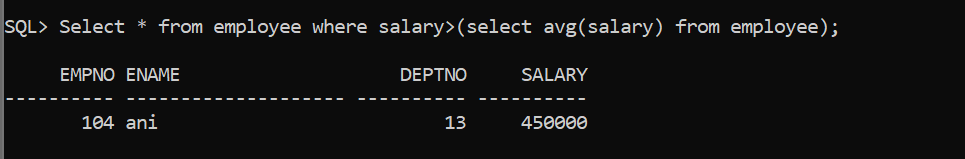 SQL> Select * from employee where salary>(select avg(salary) from employee);
EMPNO ENAME DEPTNO SALARY
---------- -------------------- ---------- ----------
104 ani 13 450000